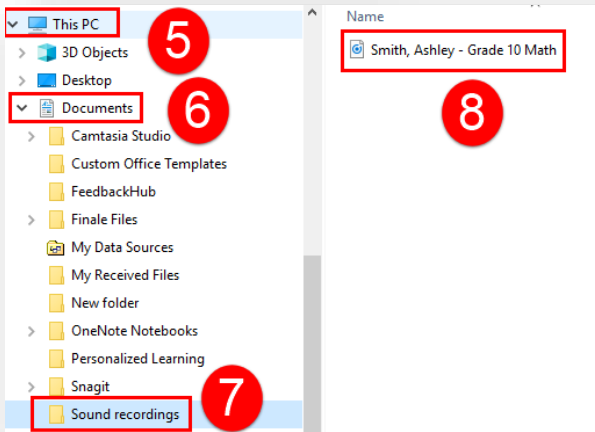 This PC
5
3D Objects
Desktop
Documents
6
Camtasia Studio
Custom Office Templates
FeedbackHub
Finale Files
My Data Sources
My Received Files
New folder
OneNote Notebooks
Personalized Learning
Snagit
7
Sound recordings
Name
Smith, Ashley - Grade 10 Math
8